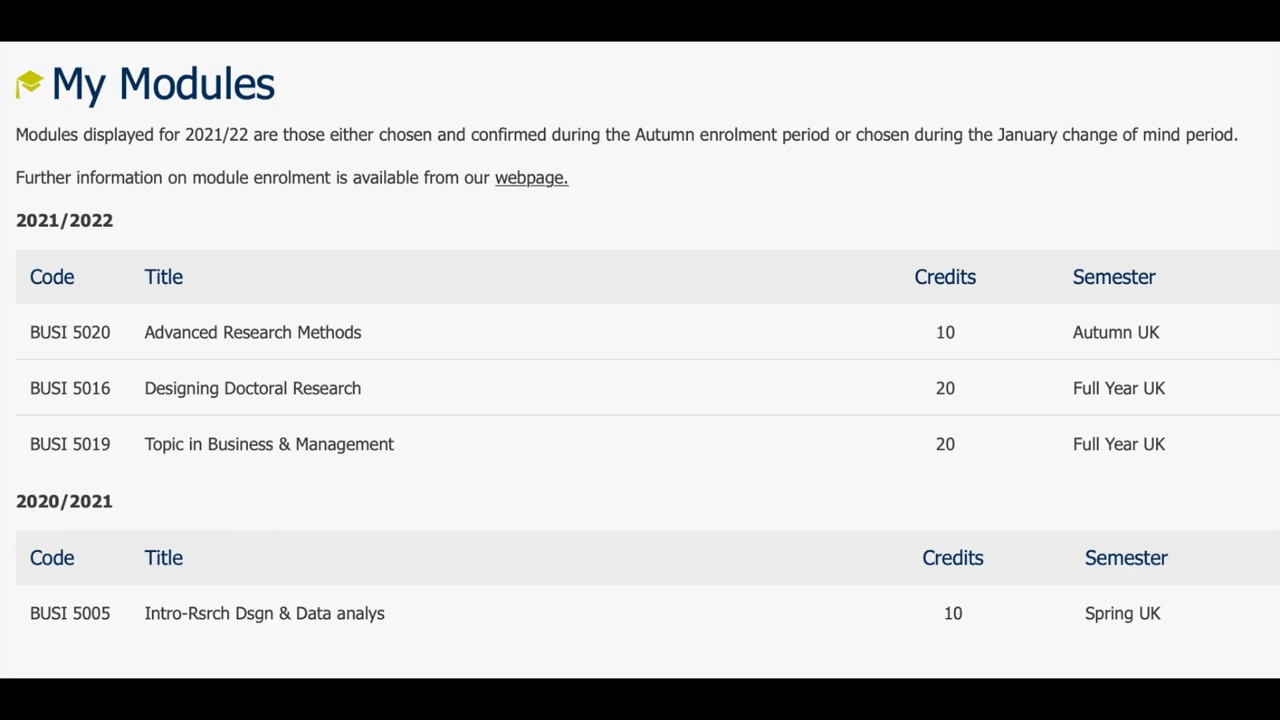 My Modules
Modules displayed for 2021/22 are those either chosen and confirmed during the Autumn enrolment period or chosen during the January change of mind period.
Further information on module enrolment is available from our webpage.
2021/2022
Code Title Credits Semester
BUSI 5020 Advanced Research Methods 10 Autumn UK
BUSI 5016 Designing Doctoral Research 20 Full Year UK
BUSI 5019 Topic in Business & Management 20 Full Year UK
2020/2021
Code Title Credits Semester
BUSI 5005 Intro-Rsrch Dsgn & Data analys 10 Spring UK